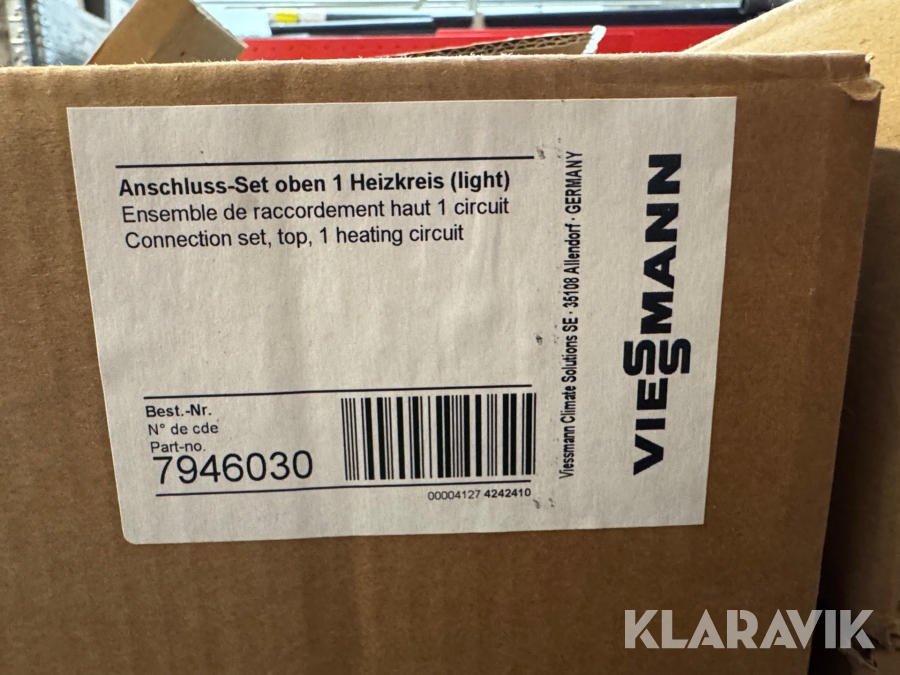 Anschluss-Set oben 1 Heizkreis (light)
Ensemble de raccordement haut 1 circuit
Connection set, top, 1 heating circuit
Best.-Nr.
N° de cde
Part-no.
7946030
00004127 4242410
Viessmann Climate Solutions SE · 35108 Allendorf · GERMANY
VIESSMANN
KLARAVIK